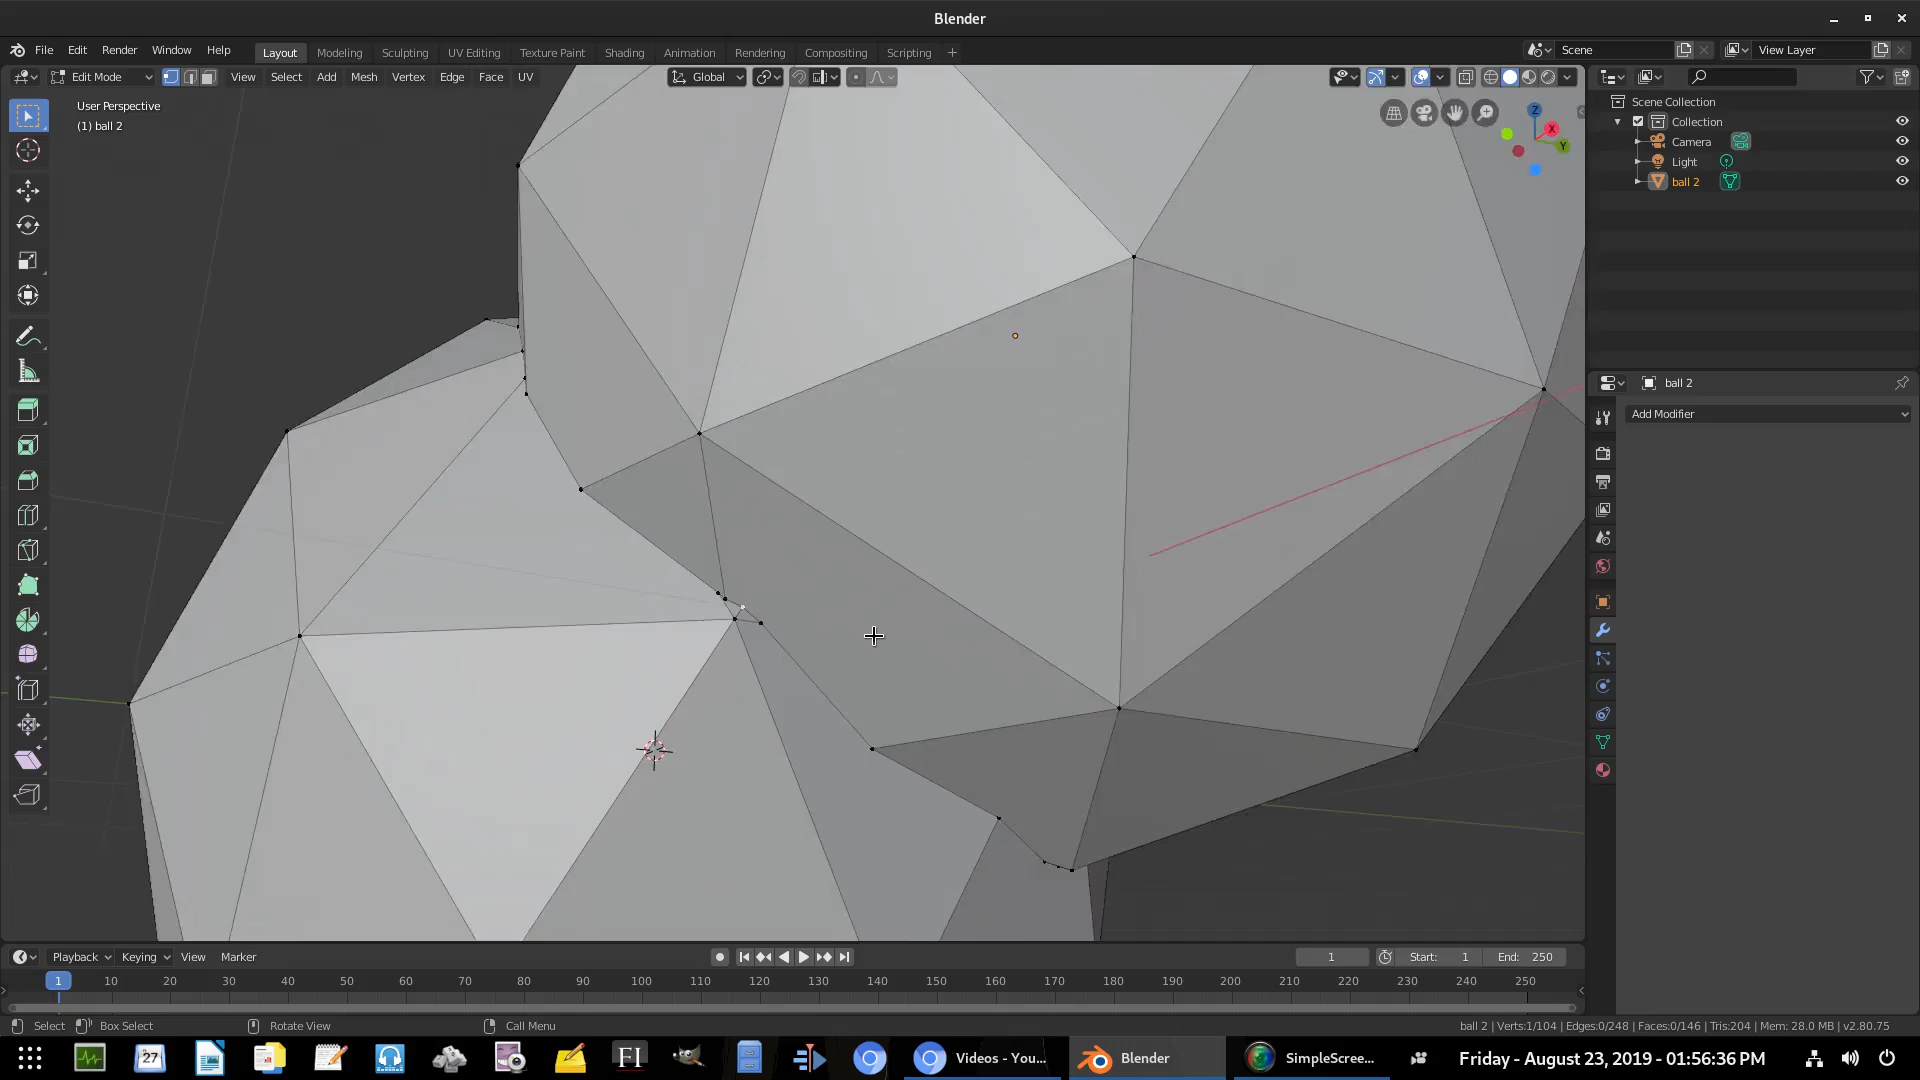 Blender
File Edit Render Window Help
Layout Modeling Sculpting UV Editing Texture Paint Shading Animation Rendering Compositing Scripting +
Scene
View Layer
Edit Mode View Select Add Mesh Vertex Edge Face UV
Global
User Perspective
(1) ball 2
Z
X
Y
Scene Collection
Collection
Camera
Light
ball 2
ball 2
Add Modifier
Playback Keying View Marker
1
Start: 1
End: 250
1 10 20 30 40 50 60 70 80 90 100 110 120 130 140 150 160 170 180 190 200 210 220 230 240 250
Select Box Select Rotate View Call Menu
ball 2 | Verts:1/104 | Edges:0/248 | Faces:0/146 | Tris:204 | Mem: 28.0 MB | v2.80.75
27
FI
Videos - You...
Blender
SimpleScree...
Friday - August 23, 2019 - 01:56:36 PM